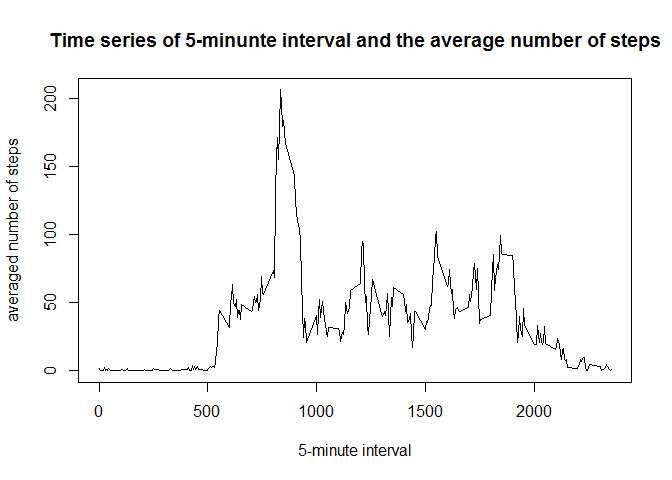 Time series of 5-minunte interval and the average number of steps
averaged number of steps
200
150
100
50
0
0 500 1000 1500 2000
5-minute interval